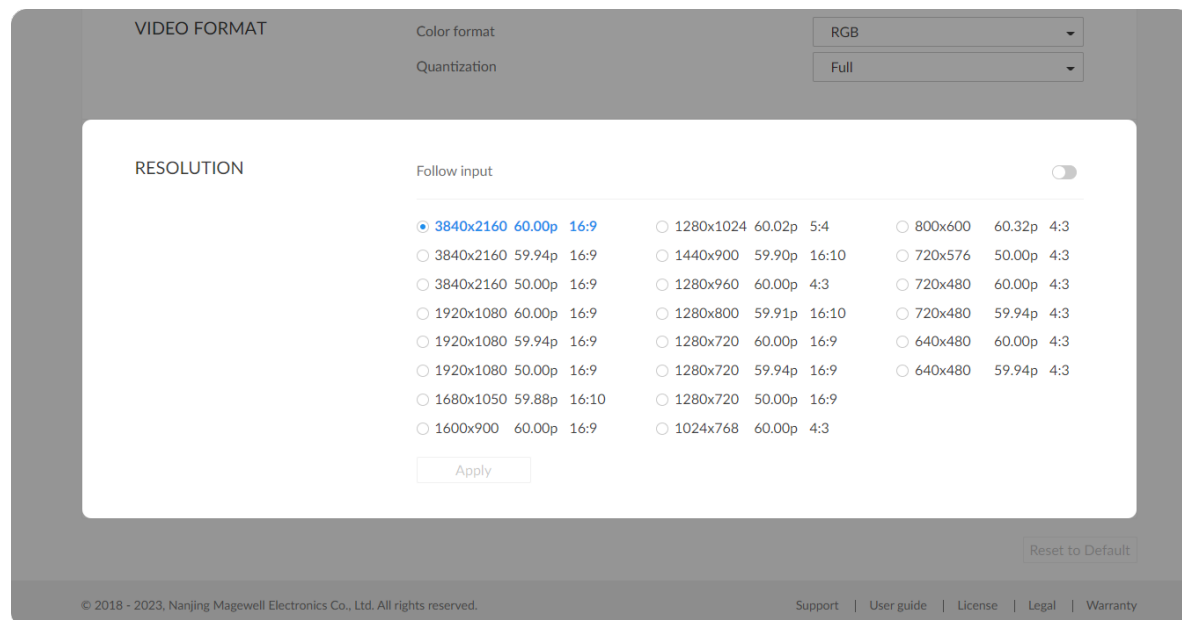 VIDEO FORMAT Color format RGB
Quantization Full
RESOLUTION Follow input
3840x2160 60.00p 16:9 1280x1024 60.02p 5:4 800x600 60.32p 4:3
3840x2160 59.94p 16:9 1440x900 59.90p 16:10 720x576 50.00p 4:3
3840x2160 50.00p 16:9 1280x960 60.00p 4:3 720x480 60.00p 4:3
1920x1080 60.00p 16:9 1280x800 59.91p 16:10 720x480 59.94p 4:3
1920x1080 59.94p 16:9 1280x720 60.00p 16:9 640x480 60.00p 4:3
1920x1080 50.00p 16:9 1280x720 59.94p 16:9 640x480 59.94p 4:3
1680x1050 59.88p 16:10 1280x720 50.00p 16:9
1600x900 60.00p 16:9 1024x768 60.00p 4:3
Apply
Reset to Default
© 2018 - 2023, Nanjing Magewell Electronics Co., Ltd. All rights reserved. Support | User guide | License | Legal | Warranty